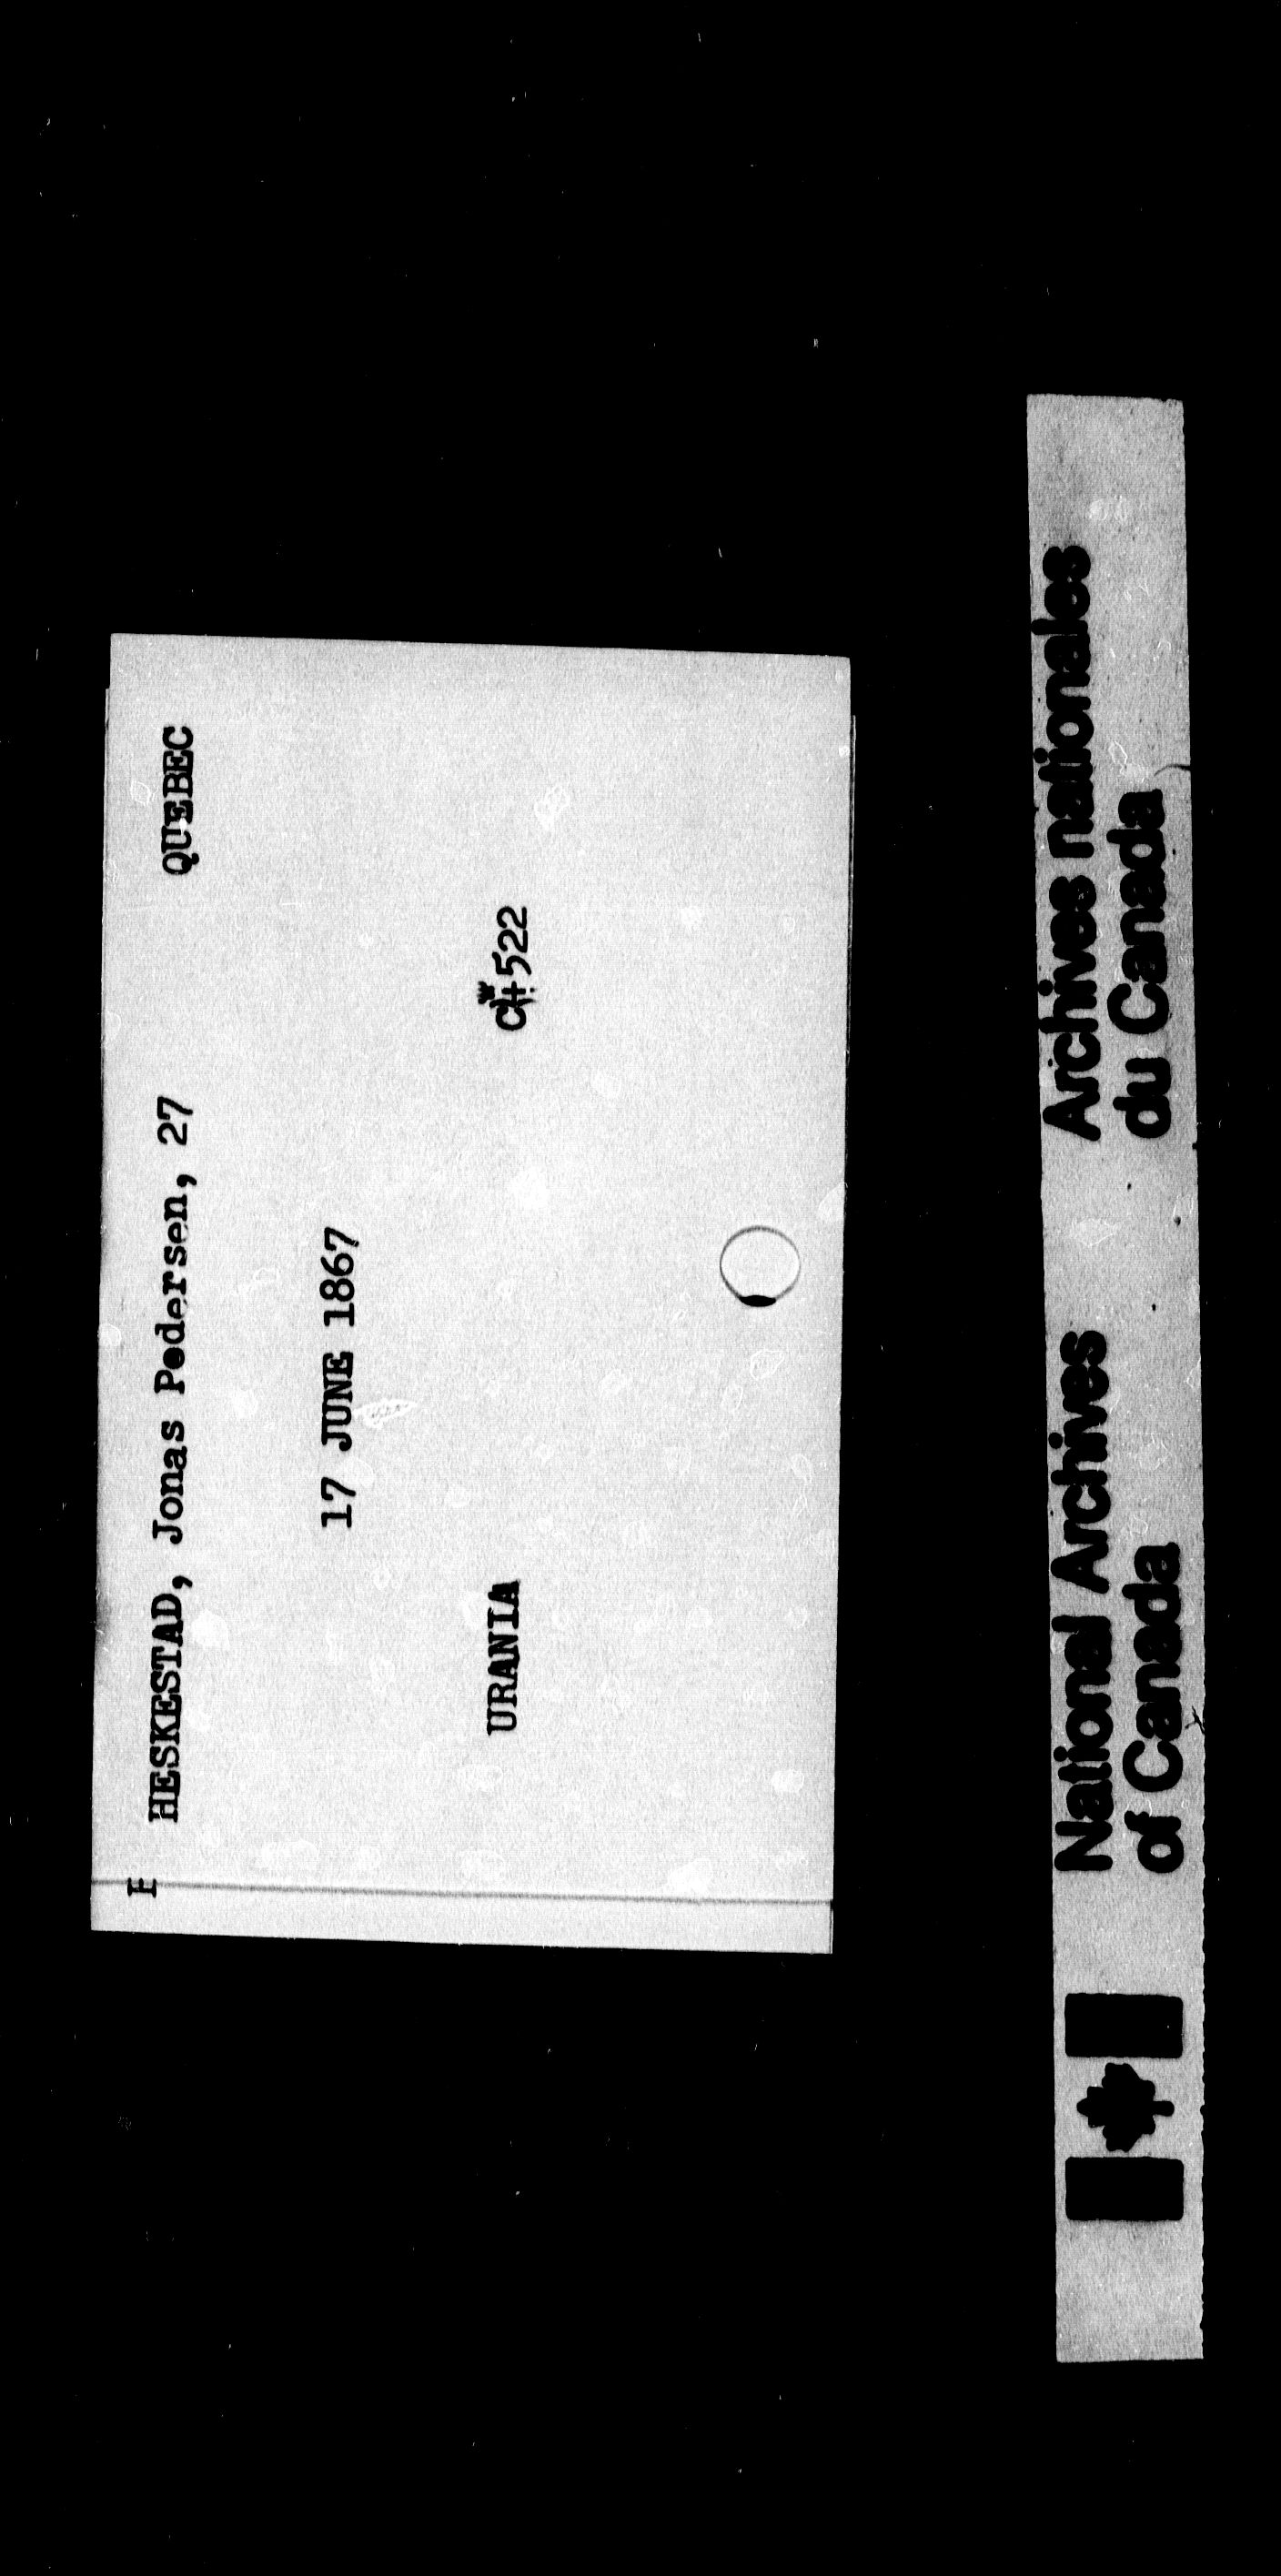 HESKESTAD, Jonas Pedersen, 27 QUEBEC
17 JUNE 1867
URANIA C4522
National Archives of Canada
Archives nationales du Canada